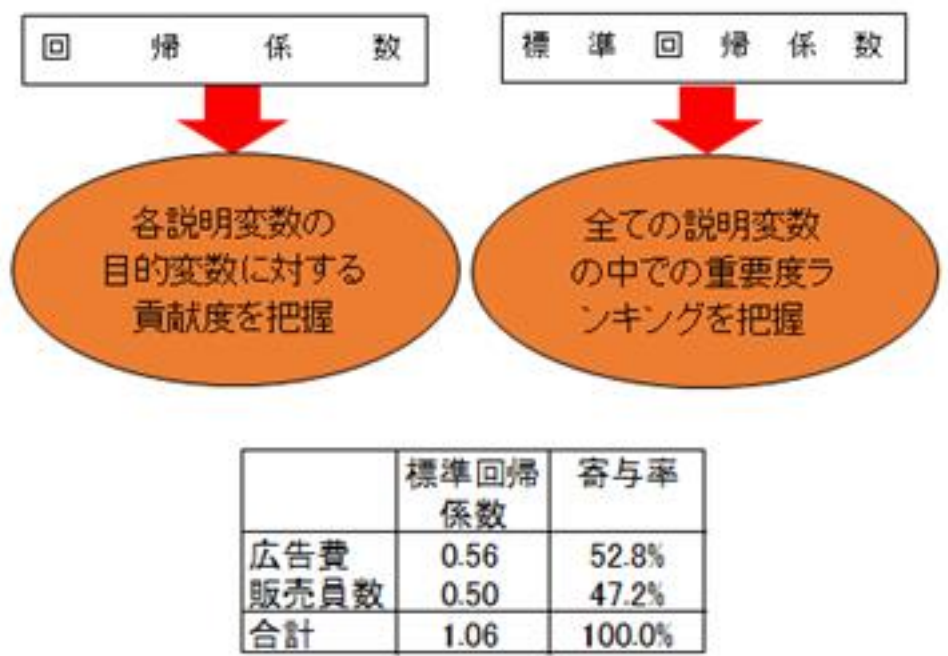 回帰係数
標準回帰係数
各説明変数の
目的変数に対する
貢献度を把握
全ての説明変数
の中での重要度ラ
ンキングを把握
標準回帰
係数
寄与率
広告費 0.56 52.8%
販売員数 0.50 47.2%
合計 1.06 100.0%